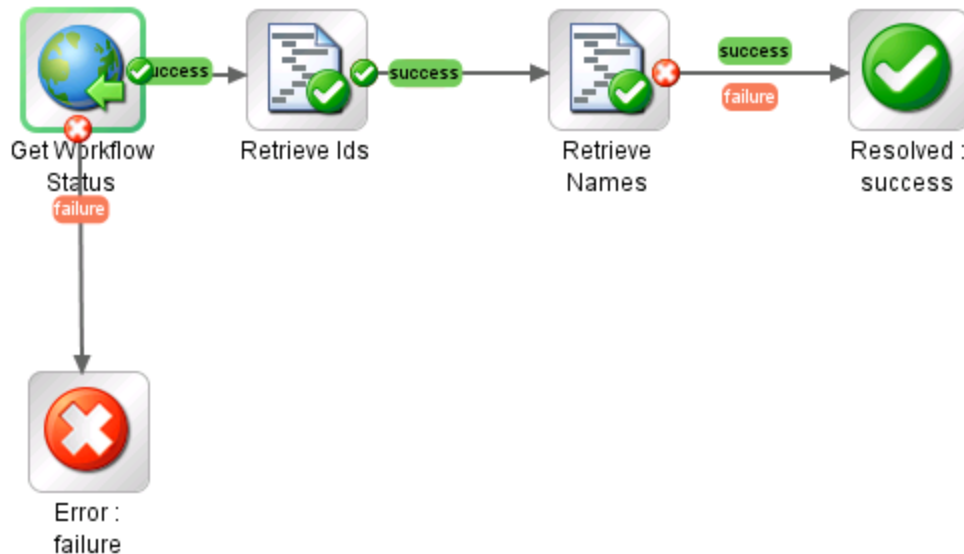 success
success
success
failure
Get Workflow
Status
Retrieve Ids
Retrieve
Names
Resolved :
success
failure
Error :
failure